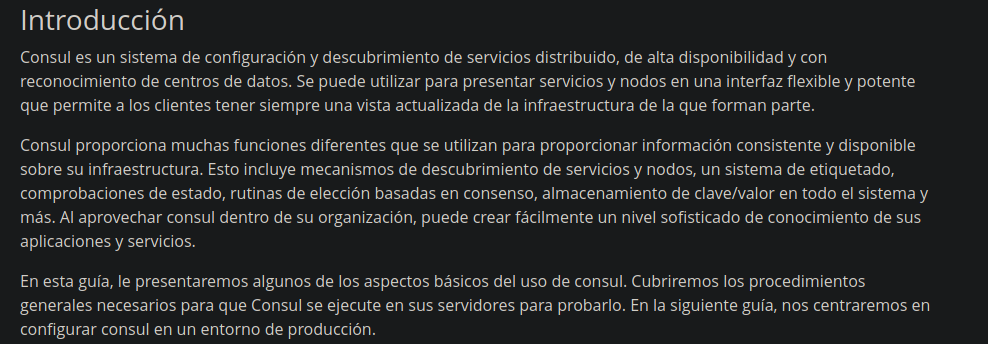 Introducción
Consul es un sistema de configuración y descubrimiento de servicios distribuido, de alta disponibilidad y con
reconocimiento de centros de datos. Se puede utilizar para presentar servicios y nodos en una interfaz flexible y potente
que permite a los clientes tener siempre una vista actualizada de la infraestructura de la que forman parte.
Consul proporciona muchas funciones diferentes que se utilizan para proporcionar información consistente y disponible
sobre su infraestructura. Esto incluye mecanismos de descubrimiento de servicios y nodos, un sistema de etiquetado,
comprobaciones de estado, rutinas de elección basadas en consenso, almacenamiento de clave/valor en todo el sistema y
más. Al aprovechar consul dentro de su organización, puede crear fácilmente un nivel sofisticado de conocimiento de sus
aplicaciones y servicios.
En esta guía, le presentaremos algunos de los aspectos básicos del uso de consul. Cubriremos los procedimientos
generales necesarios para que Consul se ejecute en sus servidores para probarlo. En la siguiente guía, nos centraremos en
configurar consul en un entorno de producción.